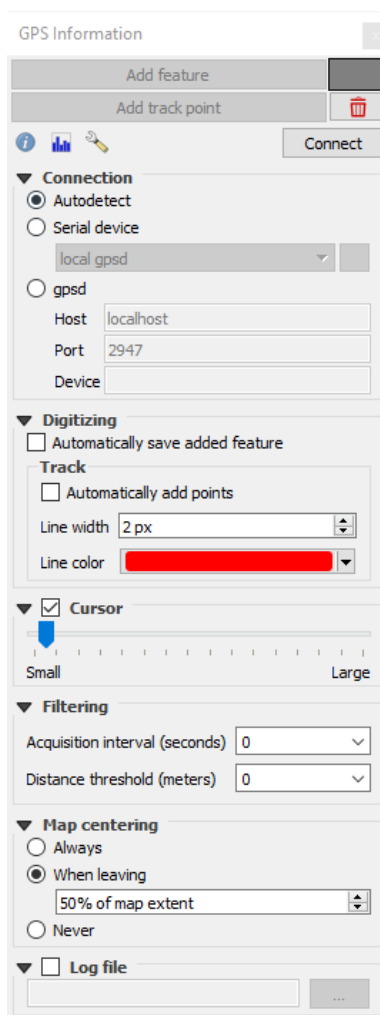 GPS Information
Add feature
Add track point
Connect
Connection
Autodetect
Serial device
local gpsd
gpsd
Host localhost
Port 2947
Device
Digitizing
Automatically save added feature
Track
Automatically add points
Line width 2 px
Line color
Cursor
Small Large
Filtering
Acquisition interval (seconds) 0
Distance threshold (meters) 0
Map centering
Always
When leaving
50% of map extent
Never
Log file
...